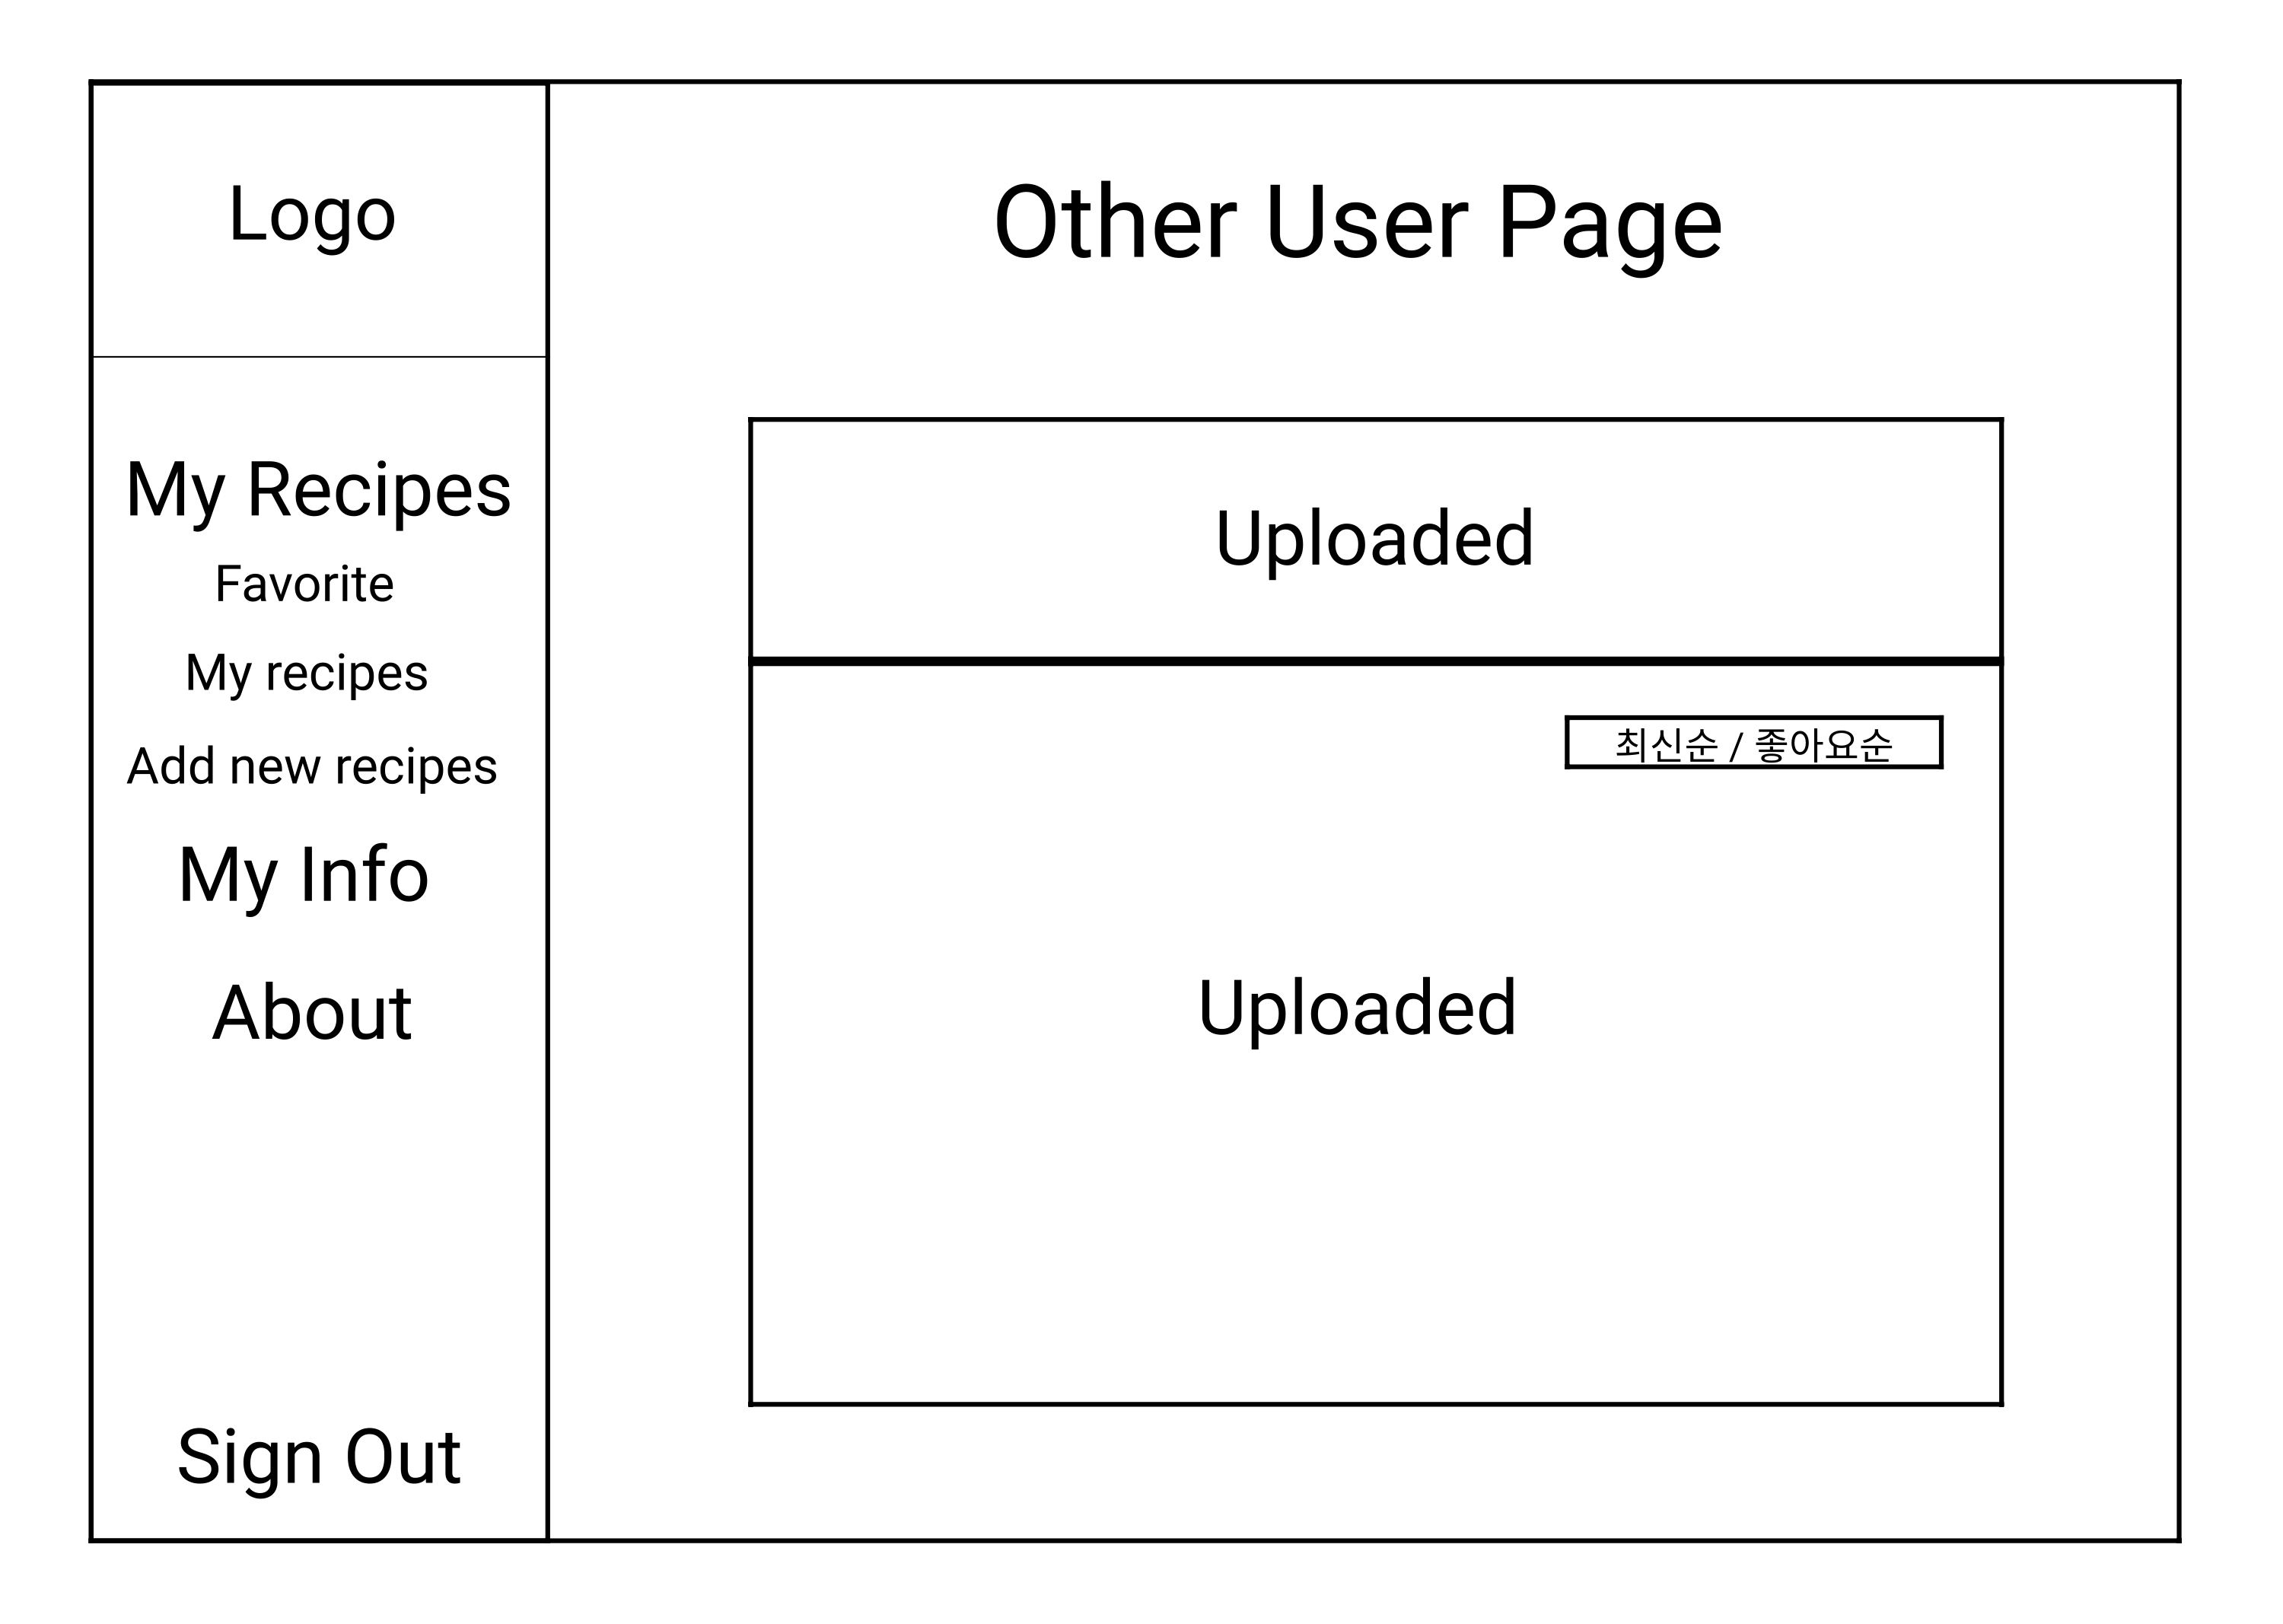 Logo
My Recipes
Favorite
My recipes
Add new recipes
My Info
About
Sign Out
Other User Page
Uploaded
최신순 / 좋아요순
Uploaded